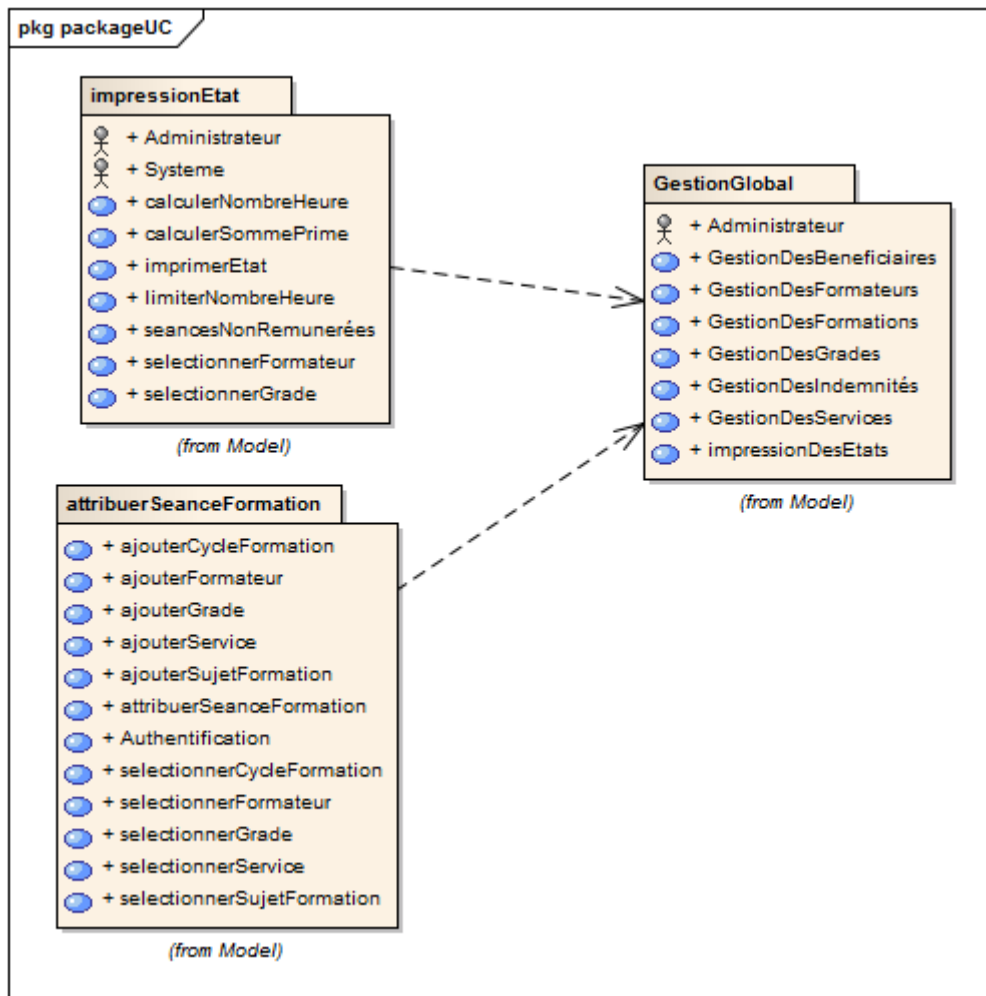 pkg packageUC
impressionEtat
+ Administrateur
+ Systeme
+ calculerNombreHeure
+ calculerSommePrime
+ imprimerEtat
+ limiterNombreHeure
+ seancesNonRemunerées
+ selectionnerFormateur
+ selectionnerGrade
(from Model)
GestionGlobal
+ Administrateur
+ GestionDesBeneficiaires
+ GestionDesFormateurs
+ GestionDesFormations
+ GestionDesGrades
+ GestionDesIndemnités
+ GestionDesServices
+ impressionDesEtats
(from Model)
attribuerSeanceFormation
+ ajouterCycleFormation
+ ajouterFormateur
+ ajouterGrade
+ ajouterService
+ ajouterSujetFormation
+ attribuerSeanceFormation
+ Authentification
+ selectionnerCycleFormation
+ selectionnerFormateur
+ selectionnerGrade
+ selectionnerService
+ selectionnerSujetFormation
(from Model)